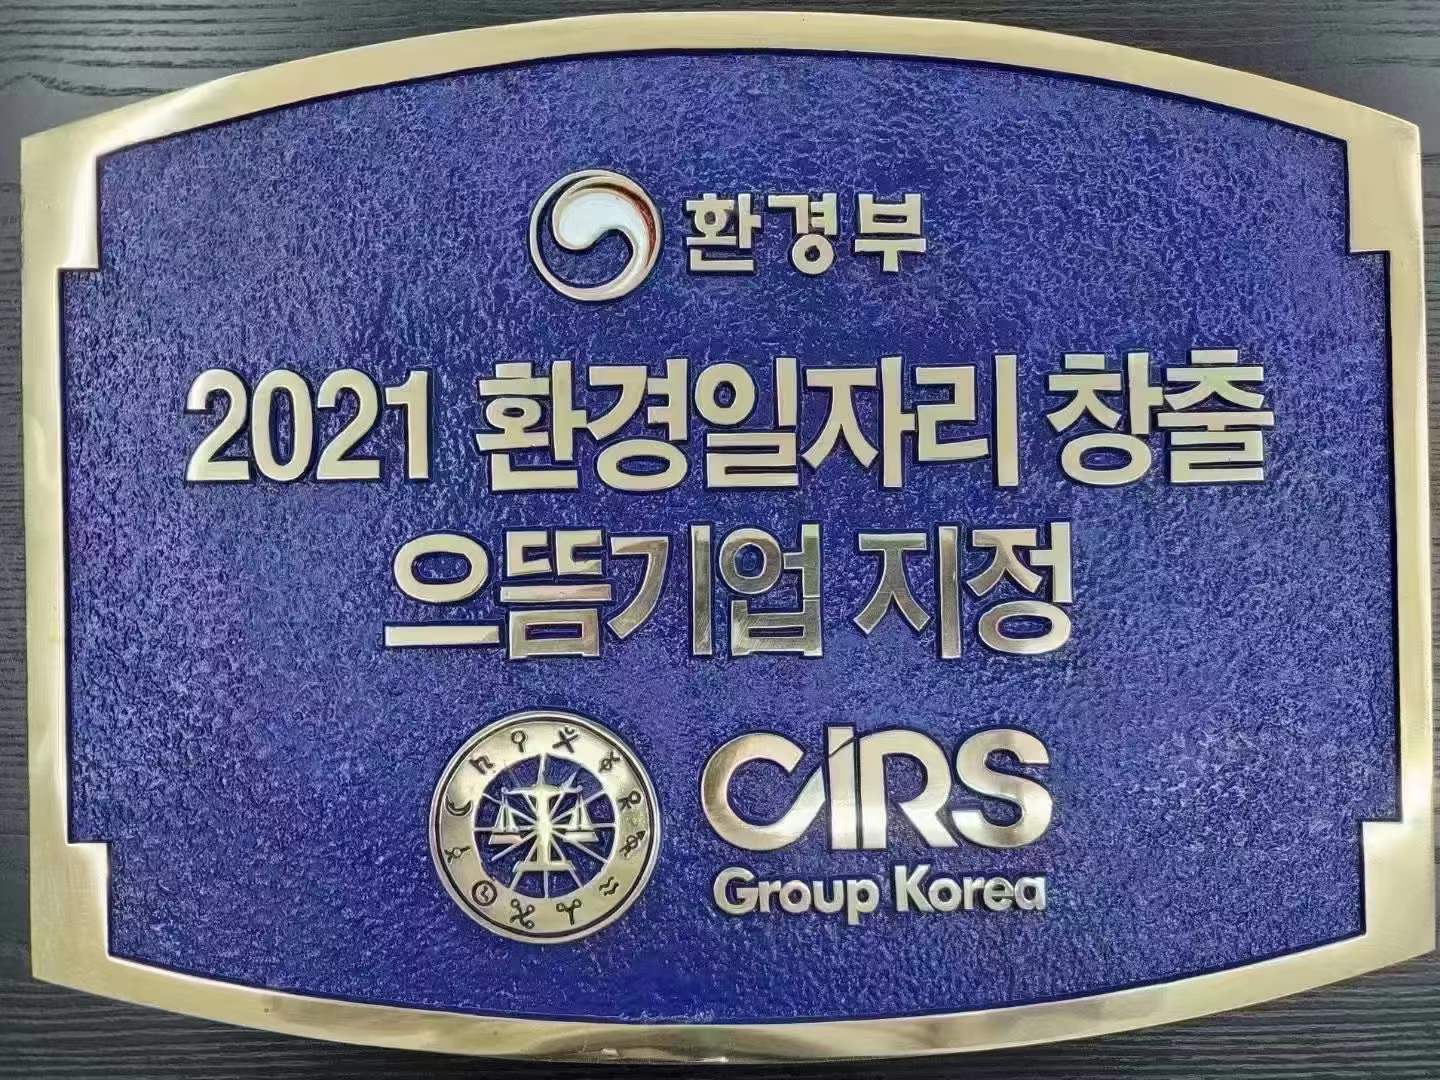 환경부
2021 환경일자리 창출
으뜸기업 지정
CIRS
Group Korea